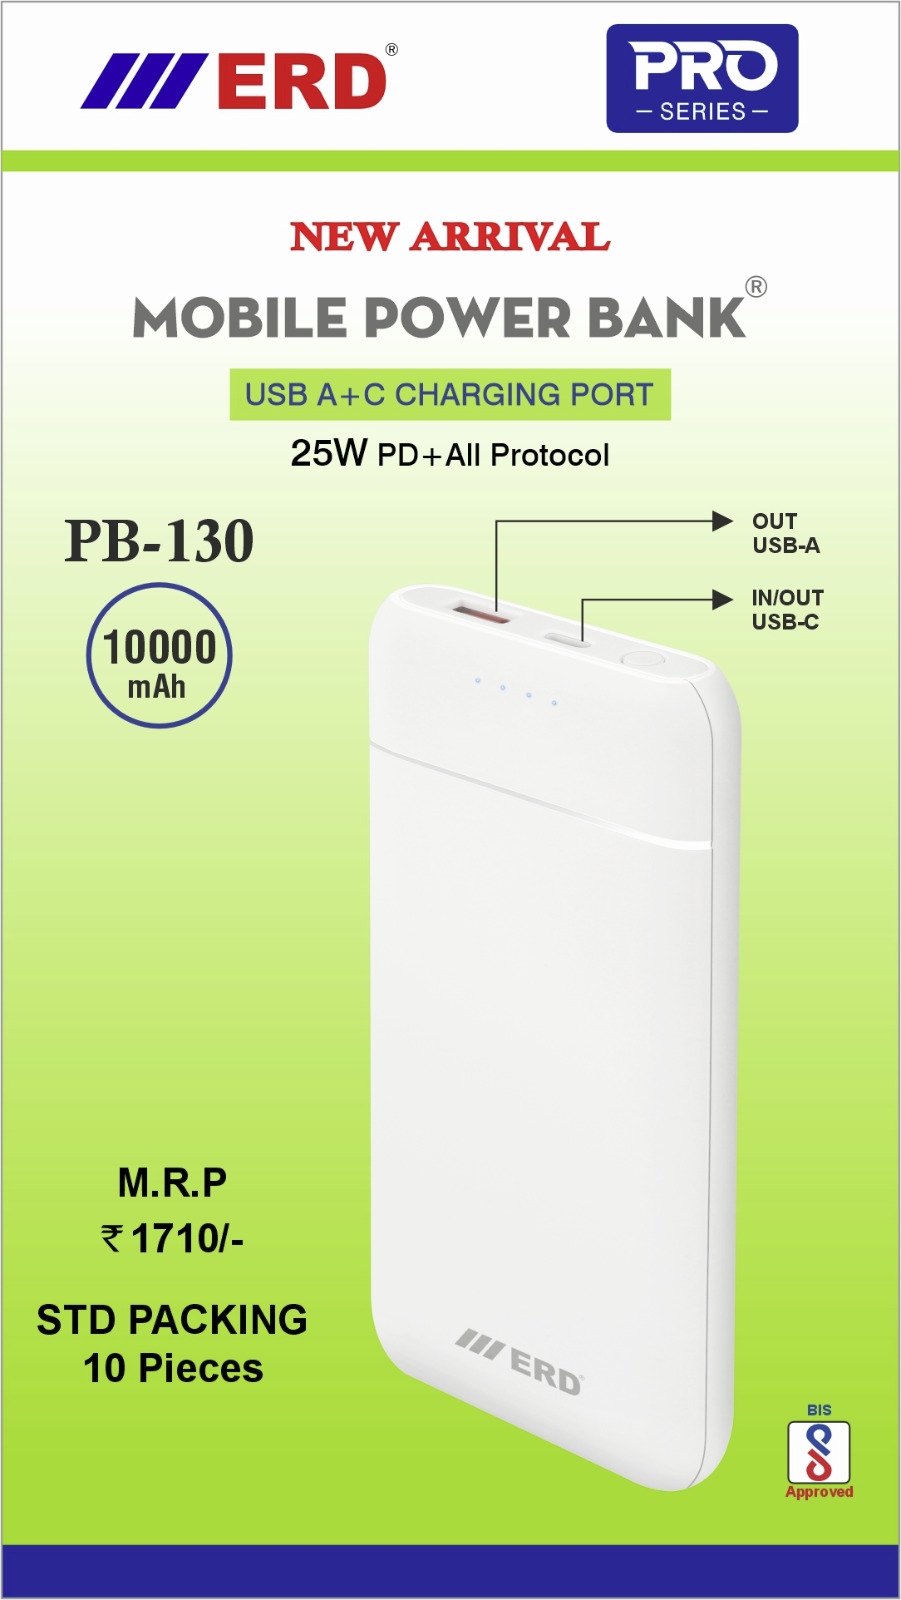 ERD®
PRO
SERIES
NEW ARRIVAL
MOBILE POWER BANK®
USB A+C CHARGING PORT
25W PD+All Protocol
PB-130
10000
mAh
OUT
USB-A
IN/OUT
USB-C
M.R.P
₹ 1710/-
STD PACKING
10 Pieces
ERD®
BIS
Approved